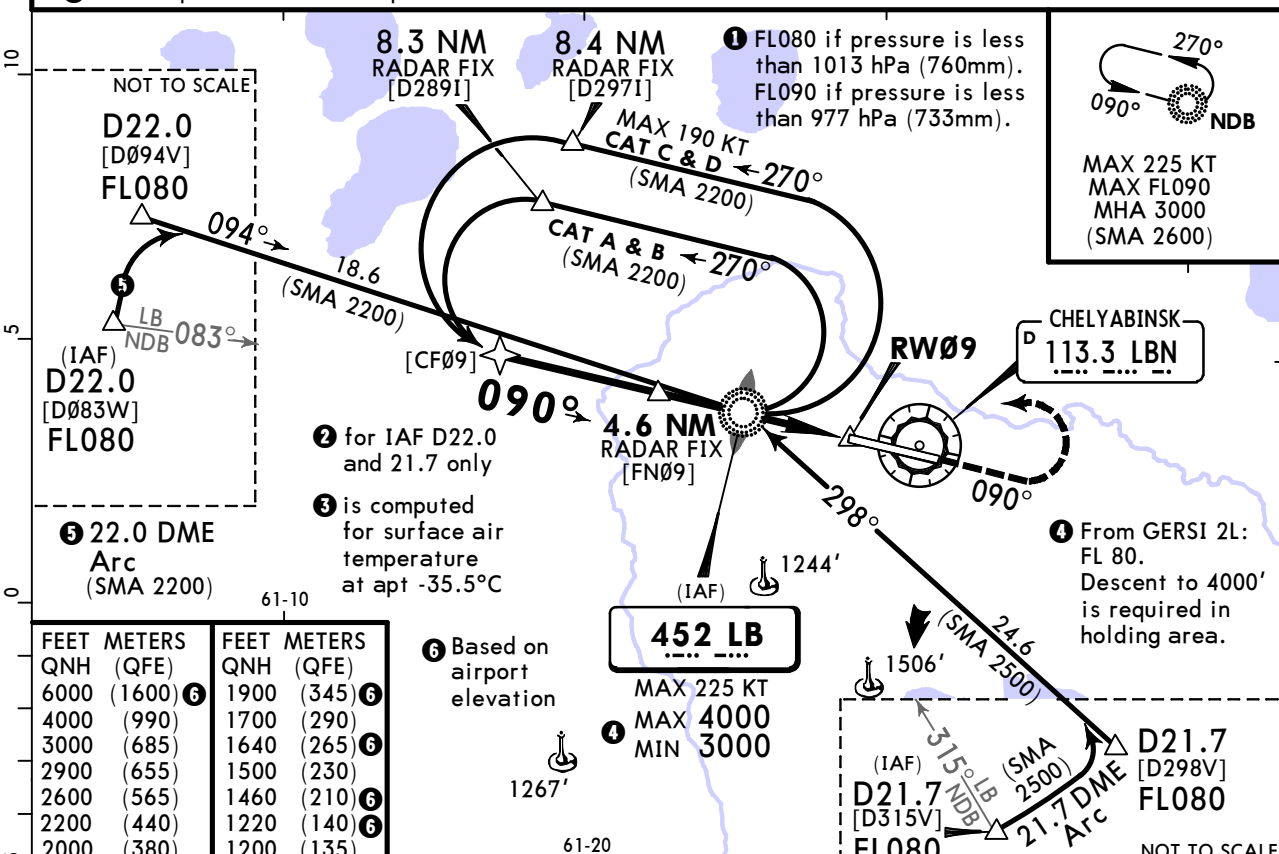 10
5
0
NOT TO SCALE
D22.0
[DØ94V]
FL080
094°
18.6
(SMA 2200)
5
LB
NDB
083°
(IAF)
D22.0
[DØ83W]
FL080
5 22.0 DME
Arc
(SMA 2200)
8.3 NM
RADAR FIX
[D289I]
8.4 NM
RADAR FIX
[D297I]
MAX 190 KT
CAT C & D
270°
(SMA 2200)
CAT A & B
270°
(SMA 2200)
1 FL080 if pressure is less
than 1013 hPa (760mm).
FL090 if pressure is less
than 977 hPa (733mm).
270°
090°
NDB
MAX 225 KT
MAX FL090
MHA 3000
(SMA 2600)
[CFØ9]
090°
4.6 NM
RADAR FIX
[FNØ9]
RWØ9
CHELYABINSK
D
113.3 LBN
090°
2 for IAF D22.0
and 21.7 only
3 is computed
for surface air
temperature
at apt -35.5°C
298°
4 From GERSI 2L:
FL 80.
Descent to 4000'
is required in
holding area.
1244'
(IAF)
452 LB
MAX 225 KT
4 MAX 4000
MIN 3000
6 Based on
airport
elevation
1506'
24.6
(SMA 2500)
1267'
61-10
61-20
FEET METERS
QNH (QFE)
6000 (1600) 6
4000 (990)
3000 (685)
2900 (655)
2600 (565)
2200 (440)
2000 (380)
FEET METERS
QNH (QFE)
1900 (345) 6
1700 (290)
1640 (265) 6
1500 (230)
1460 (210) 6
1220 (140) 6
1200 (135)
315°
LB
NDB
(SMA
2500)
21.7 DME
Arc
(IAF)
D21.7
[D315V]
FL080
D21.7
[D298V]
FL080
NOT TO SCALE